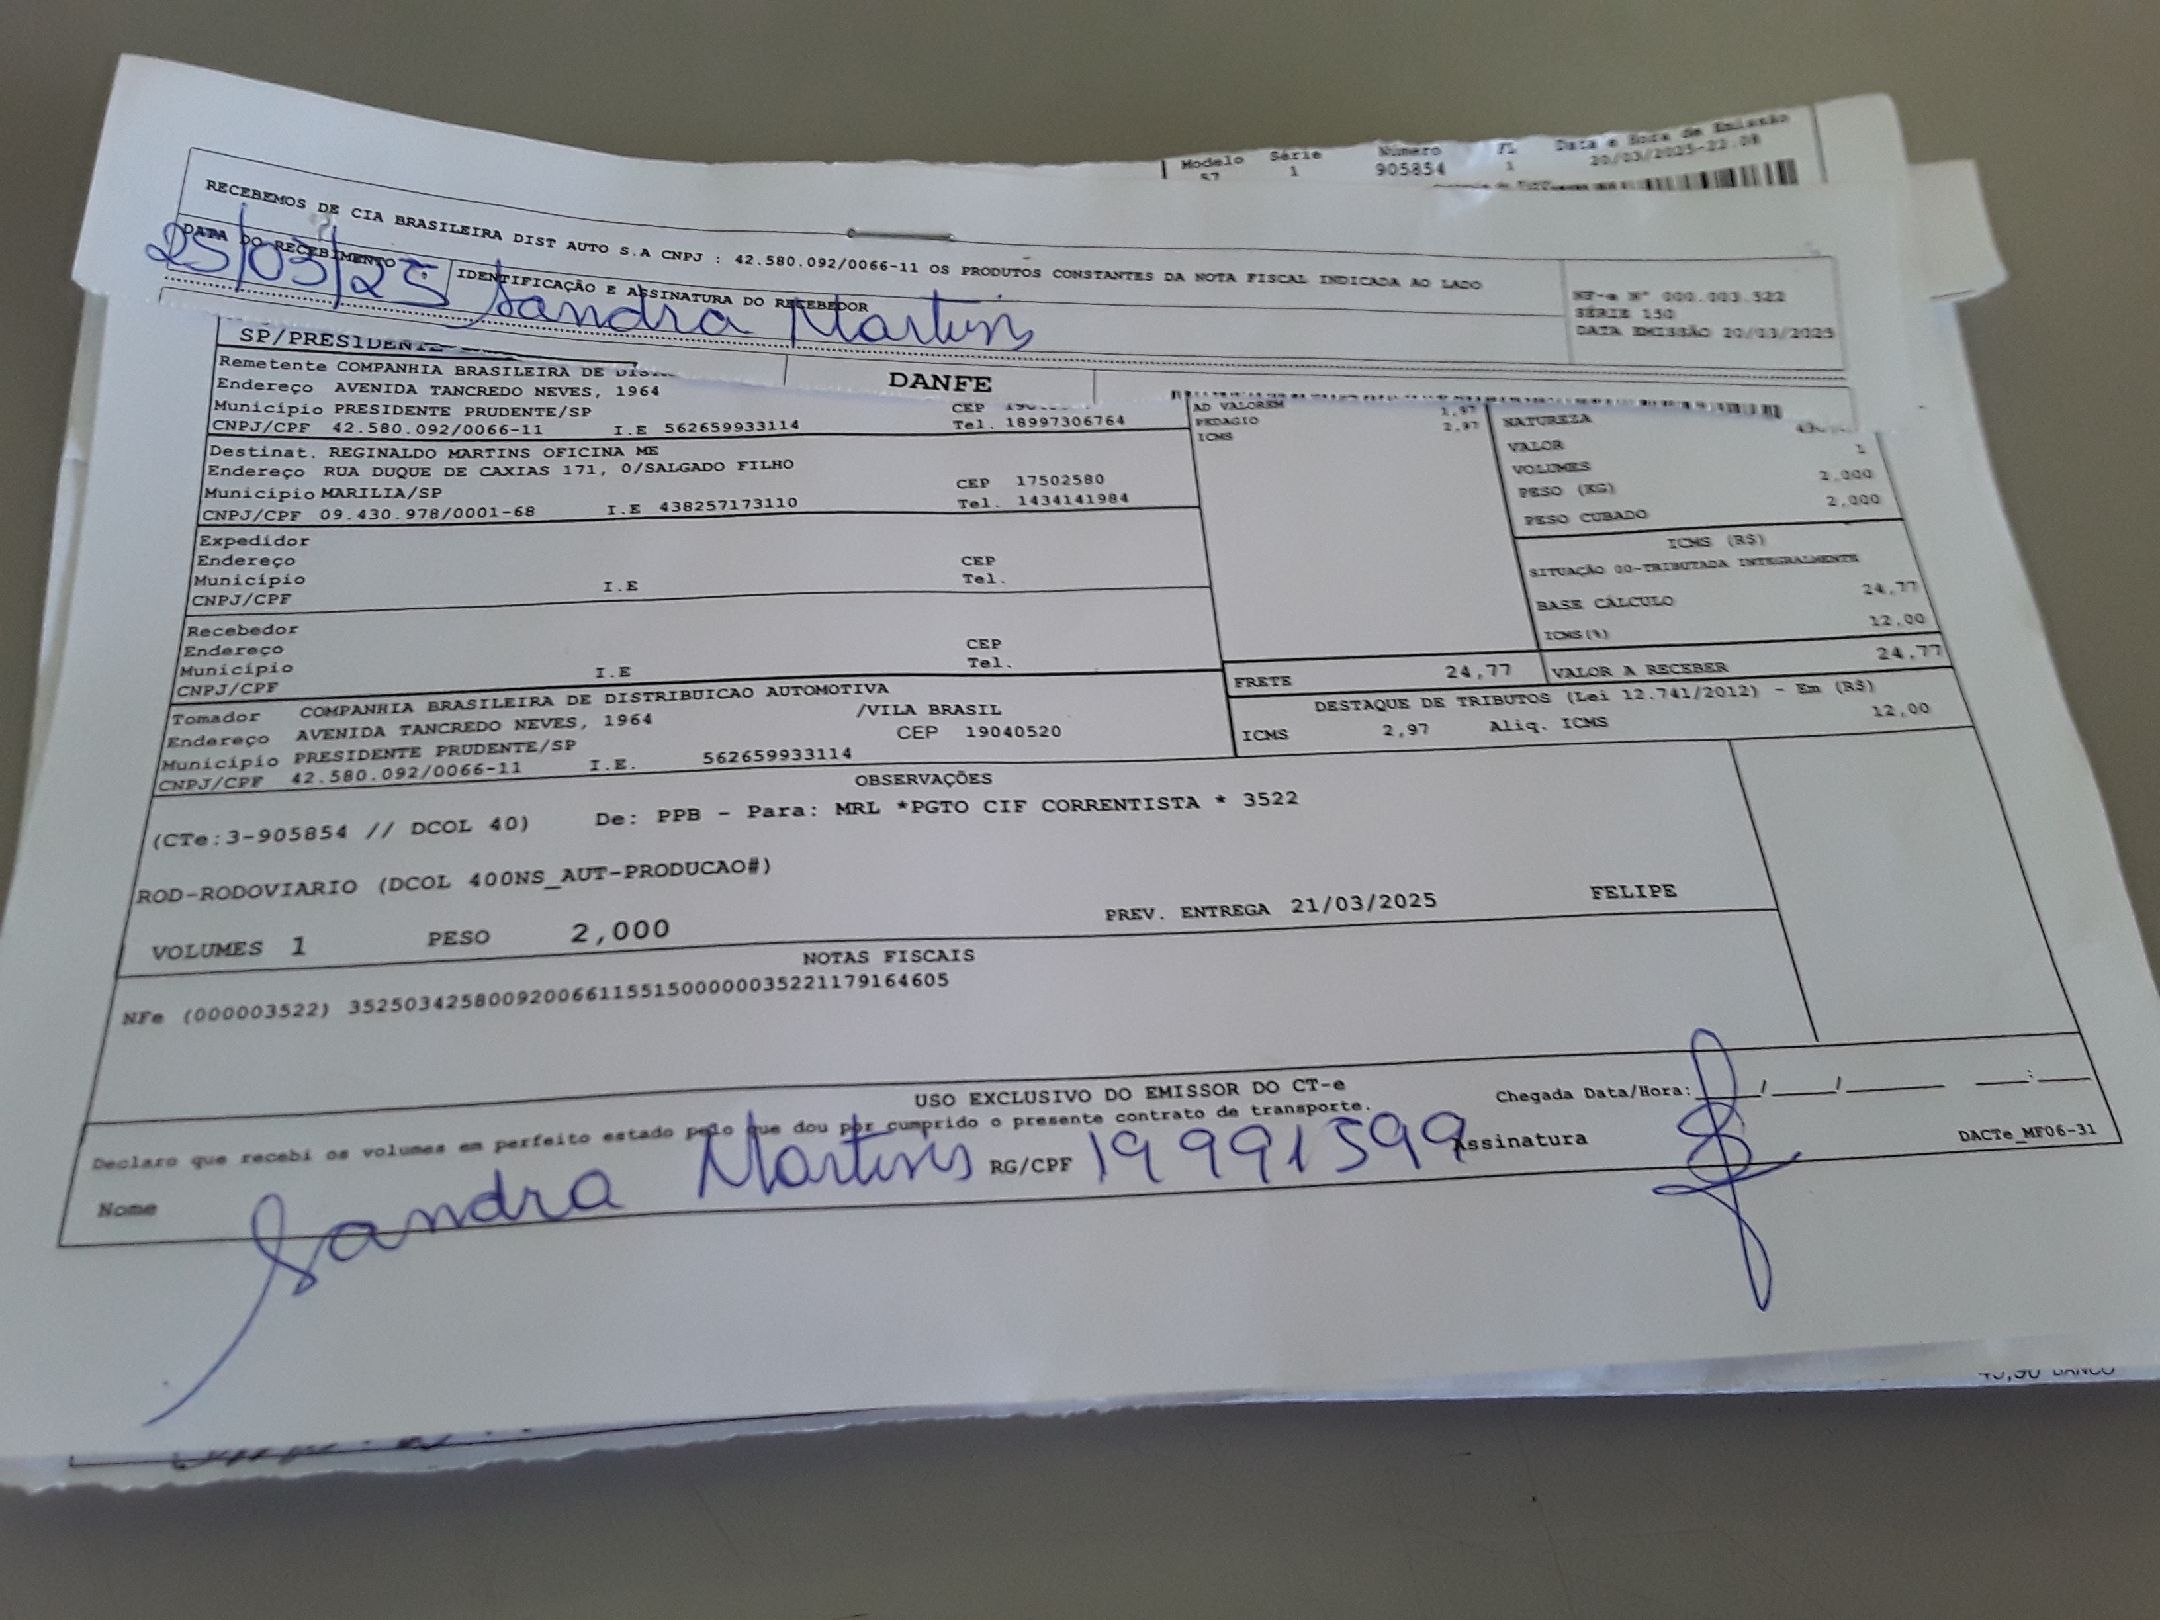 Modelo Série Número FL Data e Hora de Emissão
57 1 905854 1 20/03/2025-22.08
RECEBEMOS DE CIA BRASILEIRA DIST AUTO S.A CNPJ : 42.580.092/0066-11 OS PRODUTOS CONSTANTES DA NOTA FISCAL INDICADA AO LADO
DATA DO RECEBIMENTO IDENTIFICAÇÃO E ASSINATURA DO RECEBEDOR
25/03/25 Sandra Martins
NF-e Nº 000.003.522
SÉRIE 150
DATA EMISSÃO 20/03/2025
SP/PRESIDENTE
DANFE
Remetente COMPANHIA BRASILEIRA DE
Endereço AVENIDA TANCREDO NEVES, 1964
Município PRESIDENTE PRUDENTE/SP CEP
CNPJ/CPF 42.580.092/0066-11 I.E 562659933114 Tel. 18997306764
Destinat. REGINALDO MARTINS OFICINA ME
Endereço RUA DUQUE DE CAXIAS 171, 0/SALGADO FILHO
Município MARILIA/SP CEP 17502580
CNPJ/CPF 09.430.978/0001-68 I.E 438257173110 Tel. 1434141984
Expedidor
Endereço CEP
Município Tel.
CNPJ/CPF I.E
Recebedor
Endereço CEP
Município Tel.
CNPJ/CPF I.E
Tomador COMPANHIA BRASILEIRA DE DISTRIBUICAO AUTOMOTIVA
Endereço AVENIDA TANCREDO NEVES, 1964 /VILA BRASIL
Município PRESIDENTE PRUDENTE/SP CEP 19040520
CNPJ/CPF 42.580.092/0066-11 I.E. 562659933114
AD VALOREM 1,97
PEDAGIO 2,97
ICMS
NATUREZA
VALOR
VOLUMES 1
PESO (KG) 2,000
PESO CUBADO 2,000
ICMS (R$)
SITUAÇÃO 00-TRIBUTADA INTEGRALMENTE
BASE CÁLCULO 24,77
ICMS(%) 12,00
FRETE 24,77 VALOR A RECEBER 24,77
DESTAQUE DE TRIBUTOS (Lei 12.741/2012) - Em (R$)
ICMS 2,97 Aliq. ICMS 12,00
OBSERVAÇÕES
(CTe:3-905854 // DCOL 40) De: PPB - Para: MRL *PGTO CIF CORRENTISTA * 3522
ROD-RODOVIARIO (DCOL 400NS_AUT-PRODUCAO#)
VOLUMES 1 PESO 2,000 PREV. ENTREGA 21/03/2025 FELIPE
NOTAS FISCAIS
NFe (000003522) 35250342580092006611551500000035221179164605
USO EXCLUSIVO DO EMISSOR DO CT-e
Declaro que recebi os volumes em perfeito estado pelo que dou por cumprido o presente contrato de transporte.
Chegada Data/Hora: ____/____/________ ____:____
Nome Sandra Martins RG/CPF 19991599 Assinatura
DACTe_MF06-31